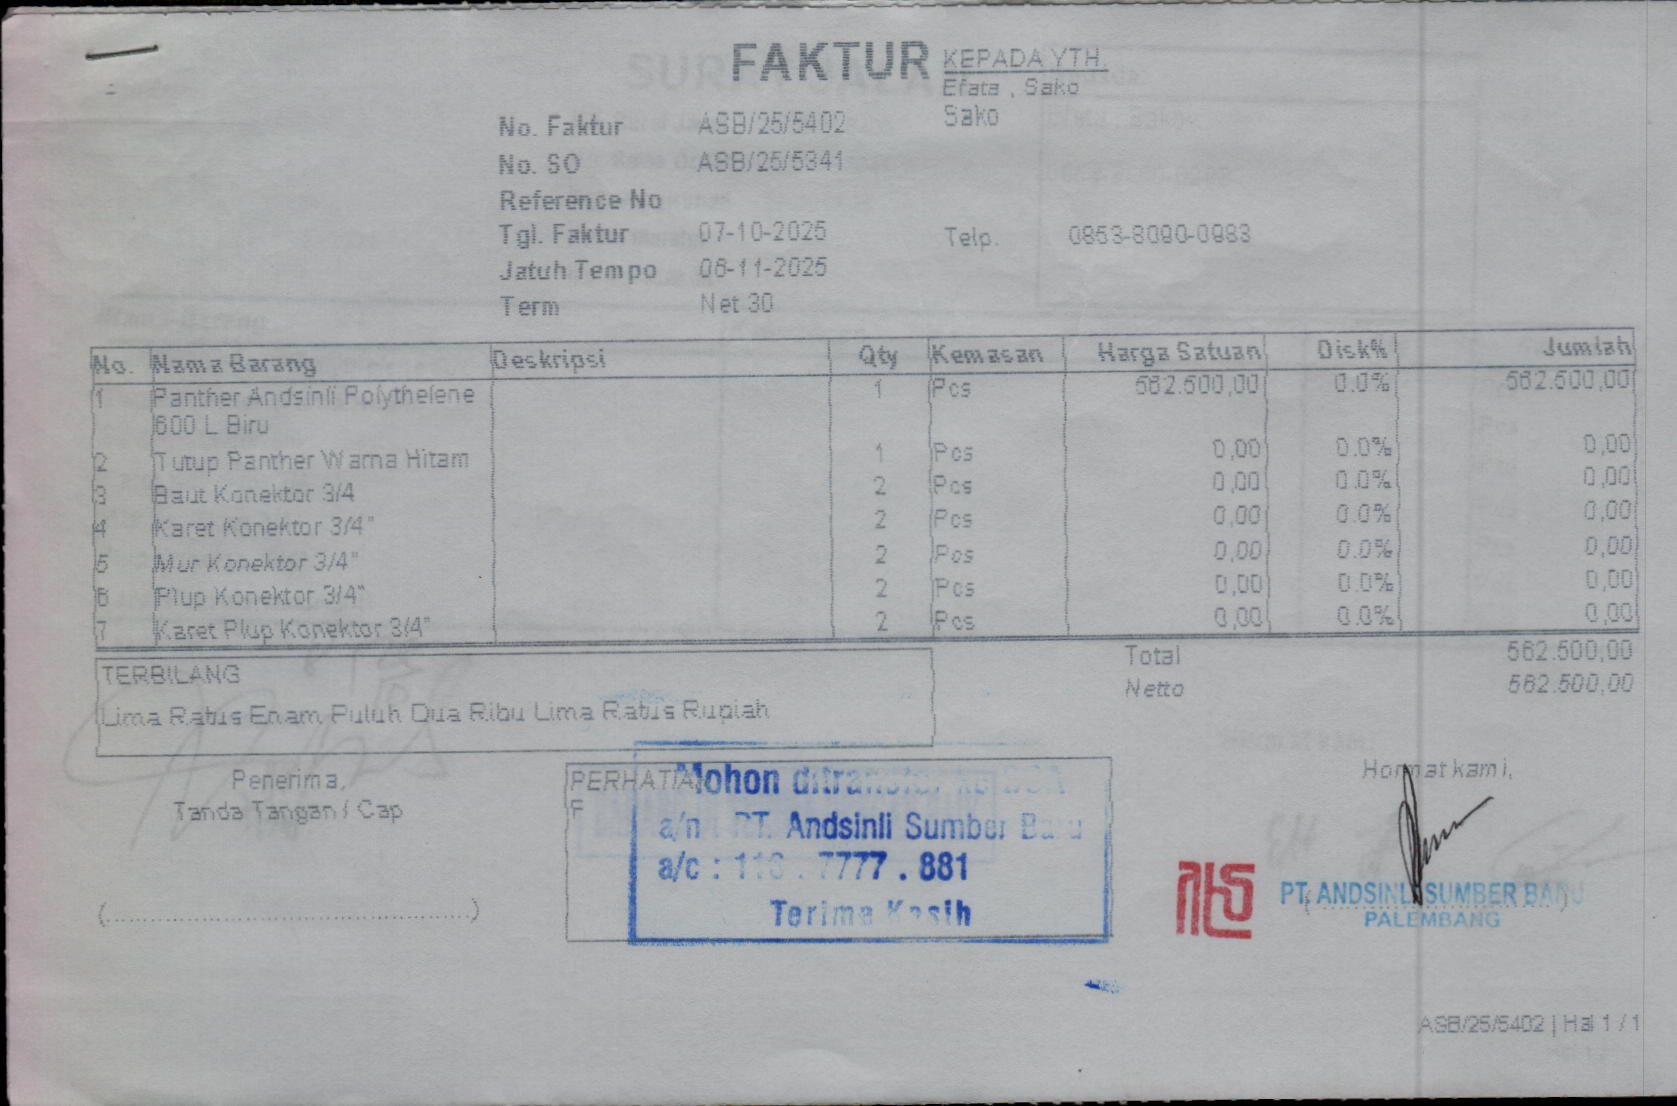 FAKTUR
KEPADA YTH.
Efata , Sako
Sako
No. Faktur ASB/25/5402
No. SO ASB/25/5341
Reference No
Tgl. Faktur 07-10-2025
Telp. 0853-8090-0983
Jatuh Tempo 06-11-2025
Term Net 30
No. Nama Barang Deskripsi Qty Kemasan Harga Satuan Disk% Jumlah
1 Panther Andsinli Polythelene 1 Pcs 562.500,00 0.0% 562.500,00
600 L Biru
2 Tutup Panther Warna Hitam 1 Pcs 0,00 0.0% 0,00
3 Baut Konektor 3/4 2 Pcs 0,00 0.0% 0,00
4 Karet Konektor 3/4" 2 Pcs 0,00 0.0% 0,00
5 Mur Konektor 3/4" 2 Pcs 0,00 0.0% 0,00
6 Plup Konektor 3/4" 2 Pcs 0,00 0.0% 0,00
7 Karet Plup Konektor 3/4" 2 Pcs 0,00 0.0% 0,00
Total 562.500,00
Netto 562.500,00
TERBILANG
Lima Ratus Enam Puluh Dua Ribu Lima Ratus Rupiah
Penerima,
Tanda Tangan / Cap
(................................................)
PERHATIA
F
Mohon ditransfer ke BCA
a/n PT. Andsinli Sumber Baru
a/c : 7777 . 881
Terima Kasih
Hormat kami,
PT. ANDSINLI SUMBER BARU
PALEMBANG
ASB/25/5402 | Hal 1 / 1